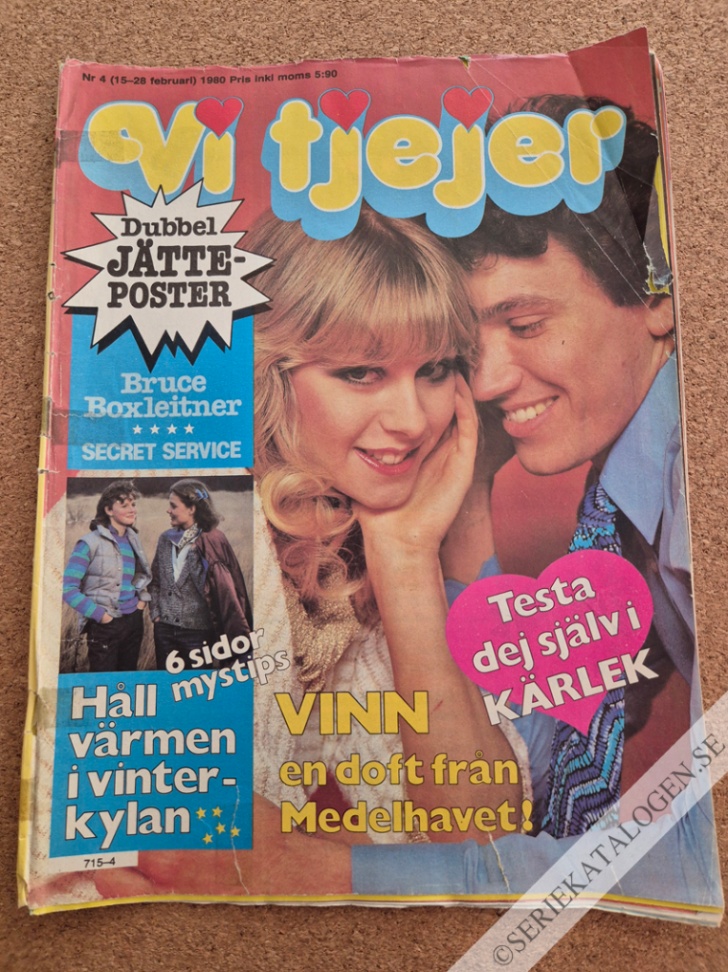 Nr 4 (15–28 februari) 1980 Pris inkl moms 5:90
Vi tjejer
Dubbel
JÄTTE-
POSTER
Bruce
Boxleitner
SECRET SERVICE
6 sidor
mystips
Håll
värmen
i vinter-
kylan
715–4
Testa
dej själv i
KÄRLEK
VINN
en doft från
Medelhavet!
©SERIEKATALOGEN.SE